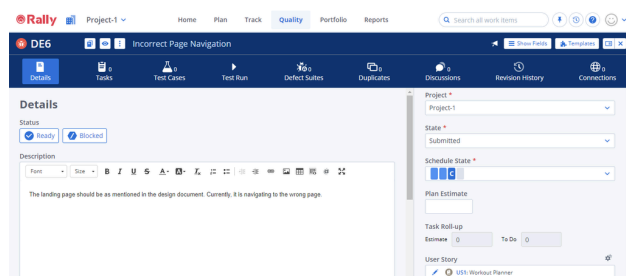 Rally Project-1 Home Plan Track Quality Portfolio Reports Search all work items
DE6 Incorrect Page Navigation Show Fields Templates
Details 0 Tasks 0 Test Cases Test Run 0 Defect Suites 0 Duplicates 0 Discussions Revision History 0 Connections
Details
Status
Ready Blocked
Description
Font Size B I U S A A Ix
The landing page should be as mentioned in the design document. Currently, it is navigating to the wrong page.
Project *
Project-1
State *
Submitted
Schedule State *
C
Plan Estimate
Task Roll-up
Estimate 0 To Do 0
User Story
US1: Workout Planner